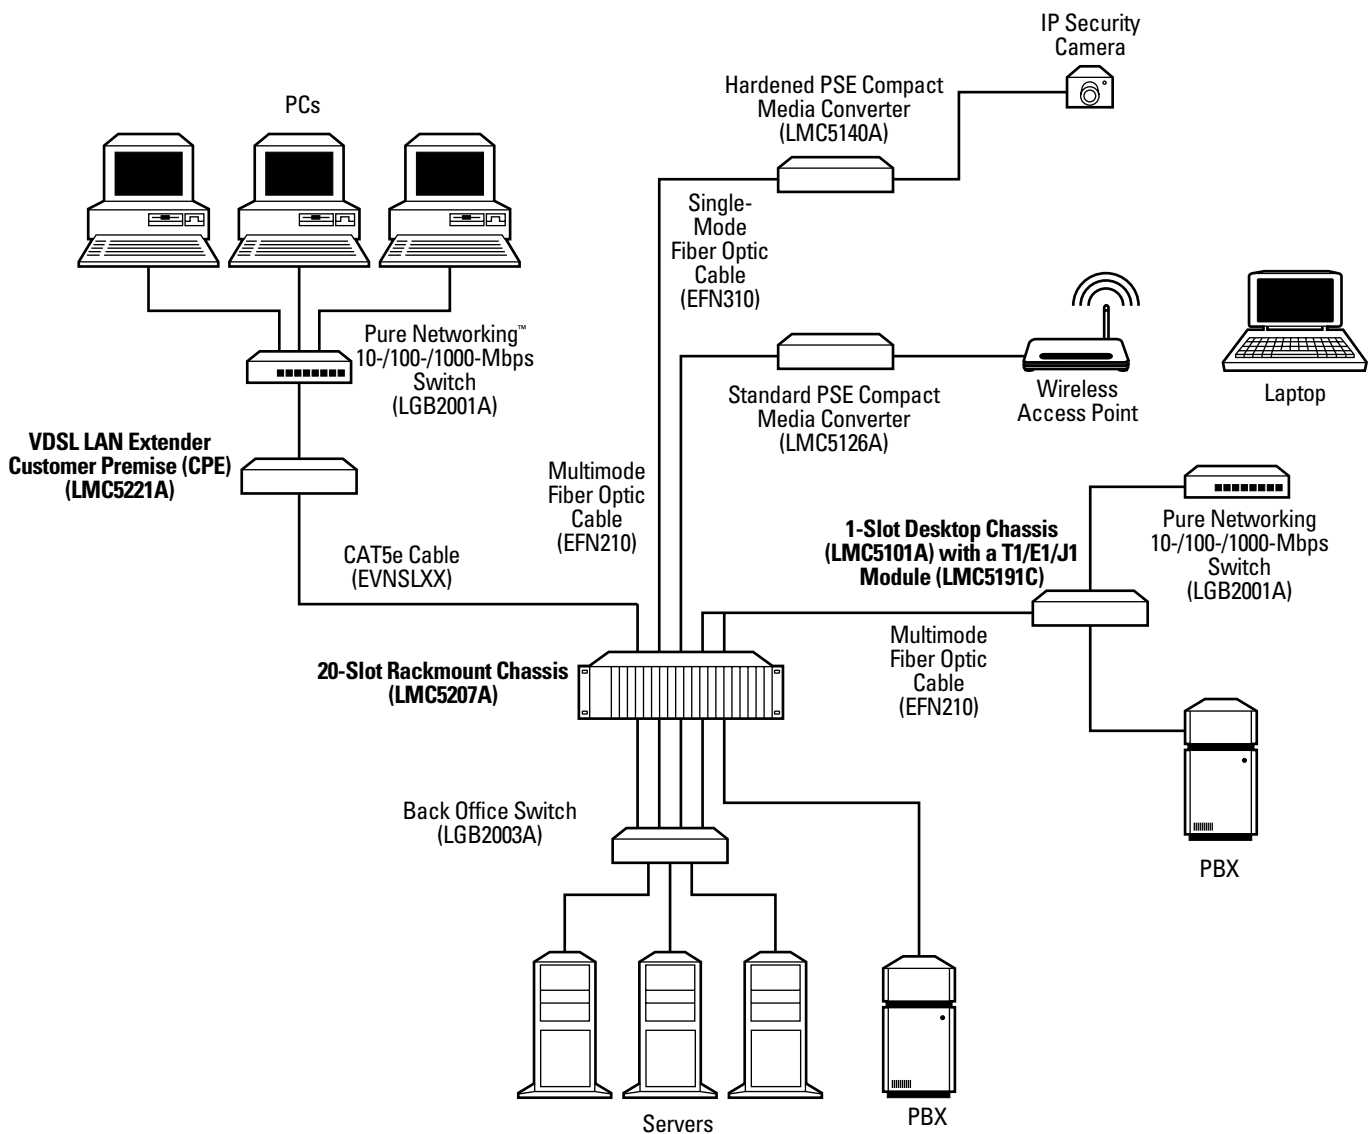 IP Security
Camera
Hardened PSE Compact
Media Converter
(LMC5140A)
PCs
Single-
Mode
Fiber Optic
Cable
(EFN310)
Pure Networking™
10-/100-/1000-Mbps
Switch
(LGB2001A)
Standard PSE Compact
Media Converter
(LMC5126A)
Wireless
Access Point
Laptop
VDSL LAN Extender
Customer Premise (CPE)
(LMC5221A)
Multimode
Fiber Optic
Cable
(EFN210)
CAT5e Cable
(EVNSLXX)
1-Slot Desktop Chassis
(LMC5101A) with a T1/E1/J1
Module (LMC5191C)
Pure Networking
10-/100-/1000-Mbps
Switch
(LGB2001A)
Multimode
Fiber Optic
Cable
(EFN210)
20-Slot Rackmount Chassis
(LMC5207A)
Back Office Switch
(LGB2003A)
PBX
Servers
PBX